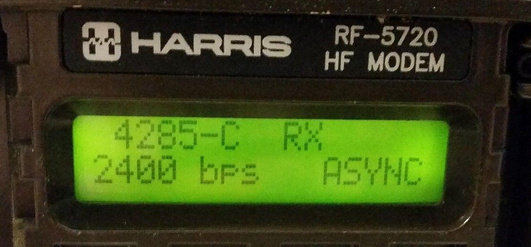 HARRIS
RF-5720
HF MODEM
4285-C RX
2400 bps ASYNC